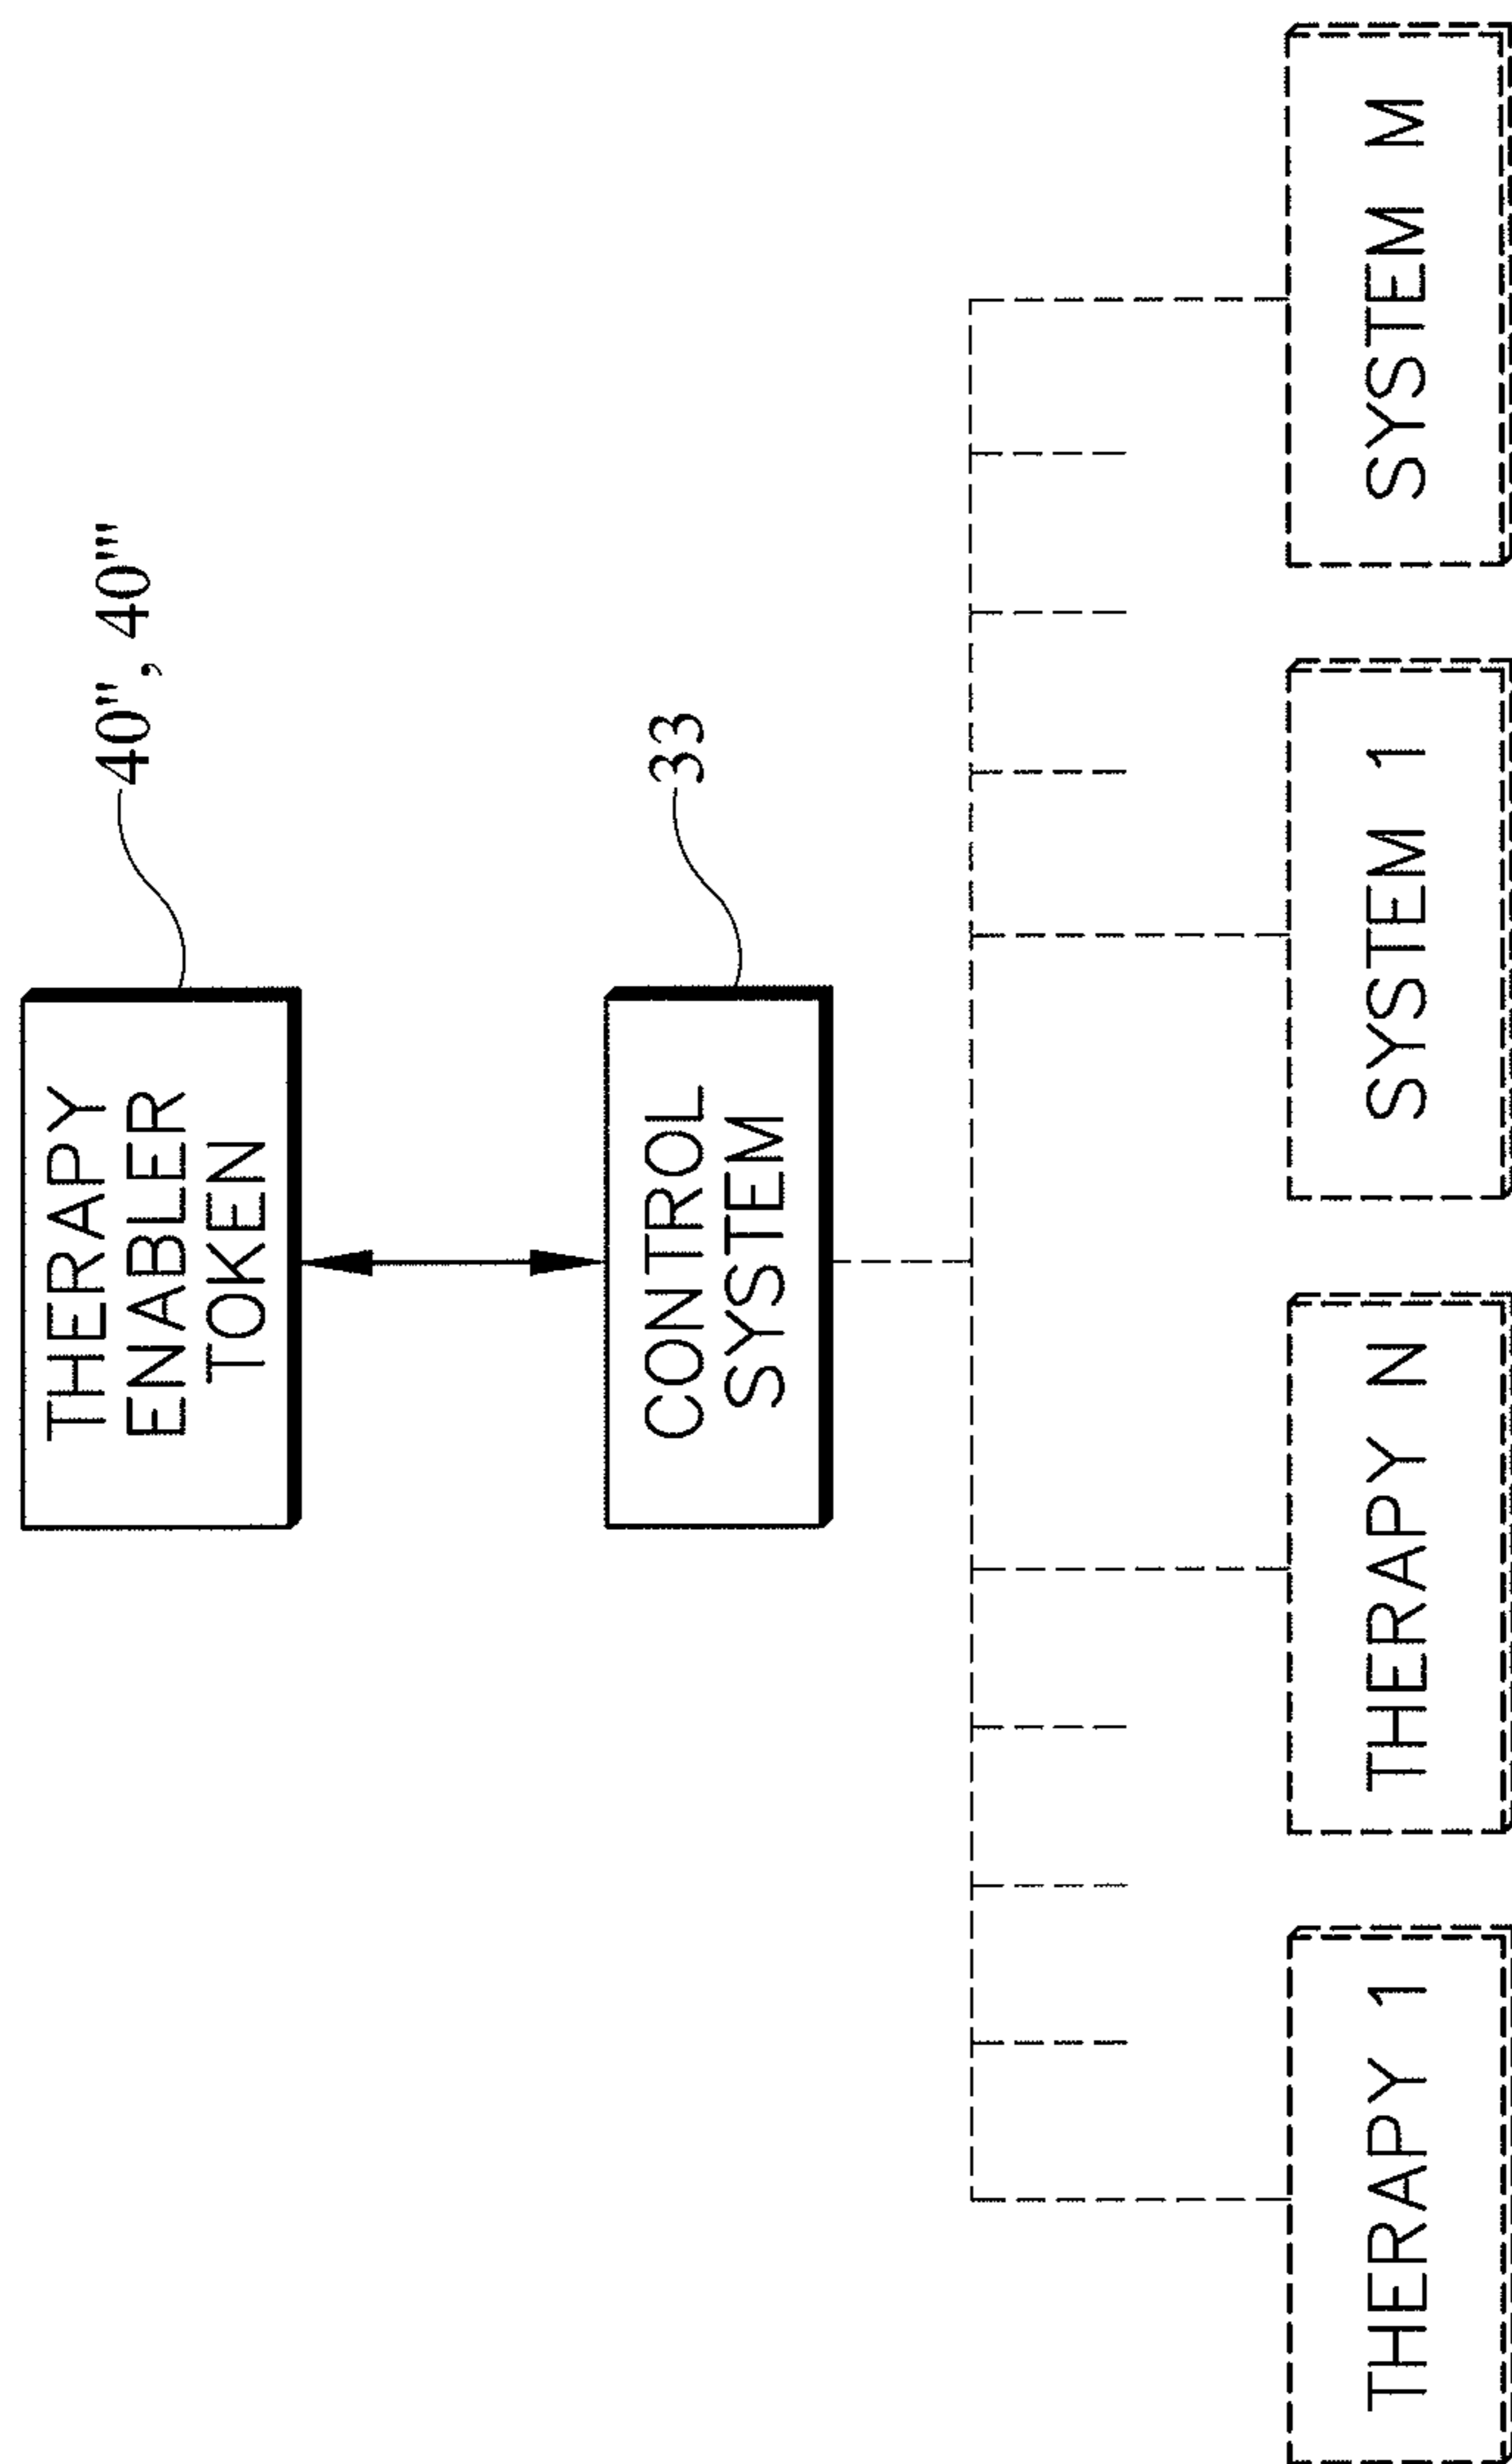 THERAPY
ENABLER
TOKEN
40", 40"'
CONTROL
SYSTEM
33
THERAPY 1
THERAPY N
SYSTEM 1
SYSTEM M